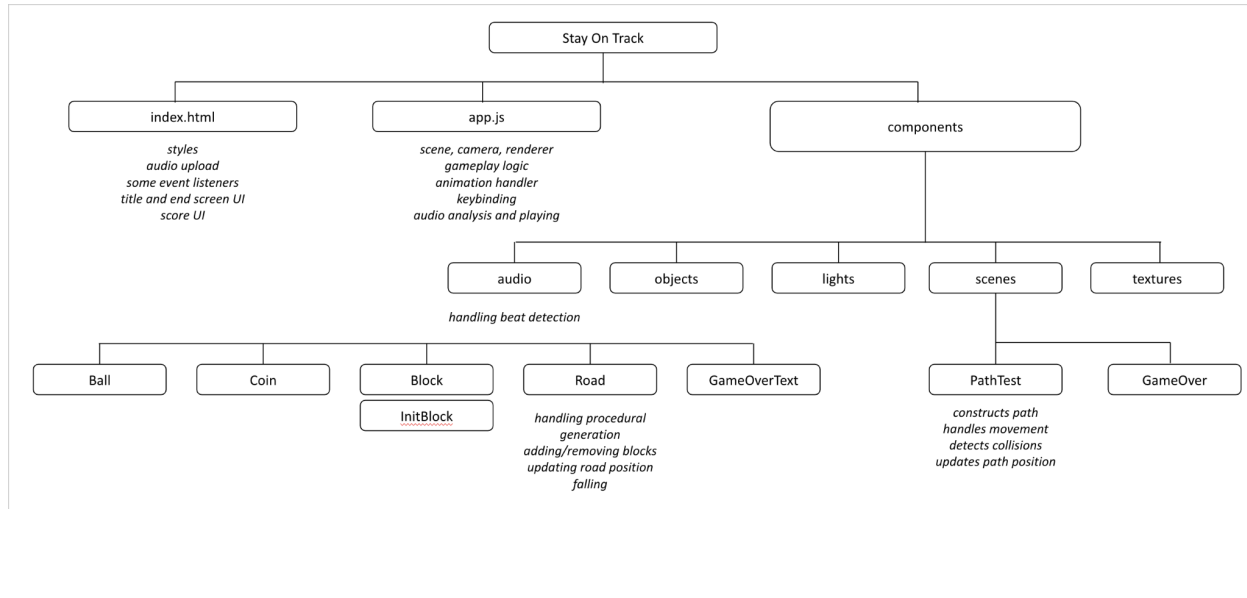 Stay On Track
index.html
app.js
components
styles
audio upload
some event listeners
title and end screen UI
score UI
scene, camera, renderer
gameplay logic
animation handler
keybinding
audio analysis and playing
audio
objects
lights
scenes
textures
handling beat detection
Ball
Coin
Block
Road
GameOverText
PathTest
GameOver
InitBlock
handling procedural
generation
adding/removing blocks
updating road position
falling
constructs path
handles movement
detects collisions
updates path position